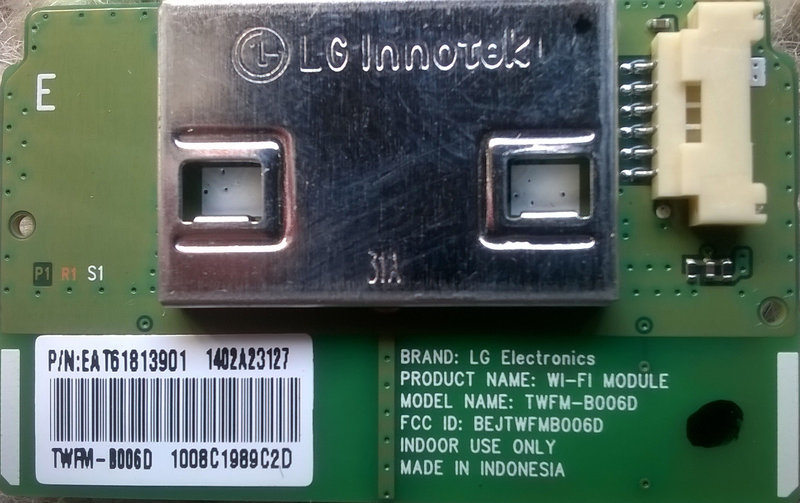 LG Innotek
E
31A
P1 R1 S1
P/N:EAT61813901 1402A23127
TWFM-B006D 1008C1989C2D
BRAND: LG Electronics
PRODUCT NAME: WI-FI MODULE
MODEL NAME: TWFM-B006D
FCC ID: BEJTWFMB006D
INDOOR USE ONLY
MADE IN INDONESIA